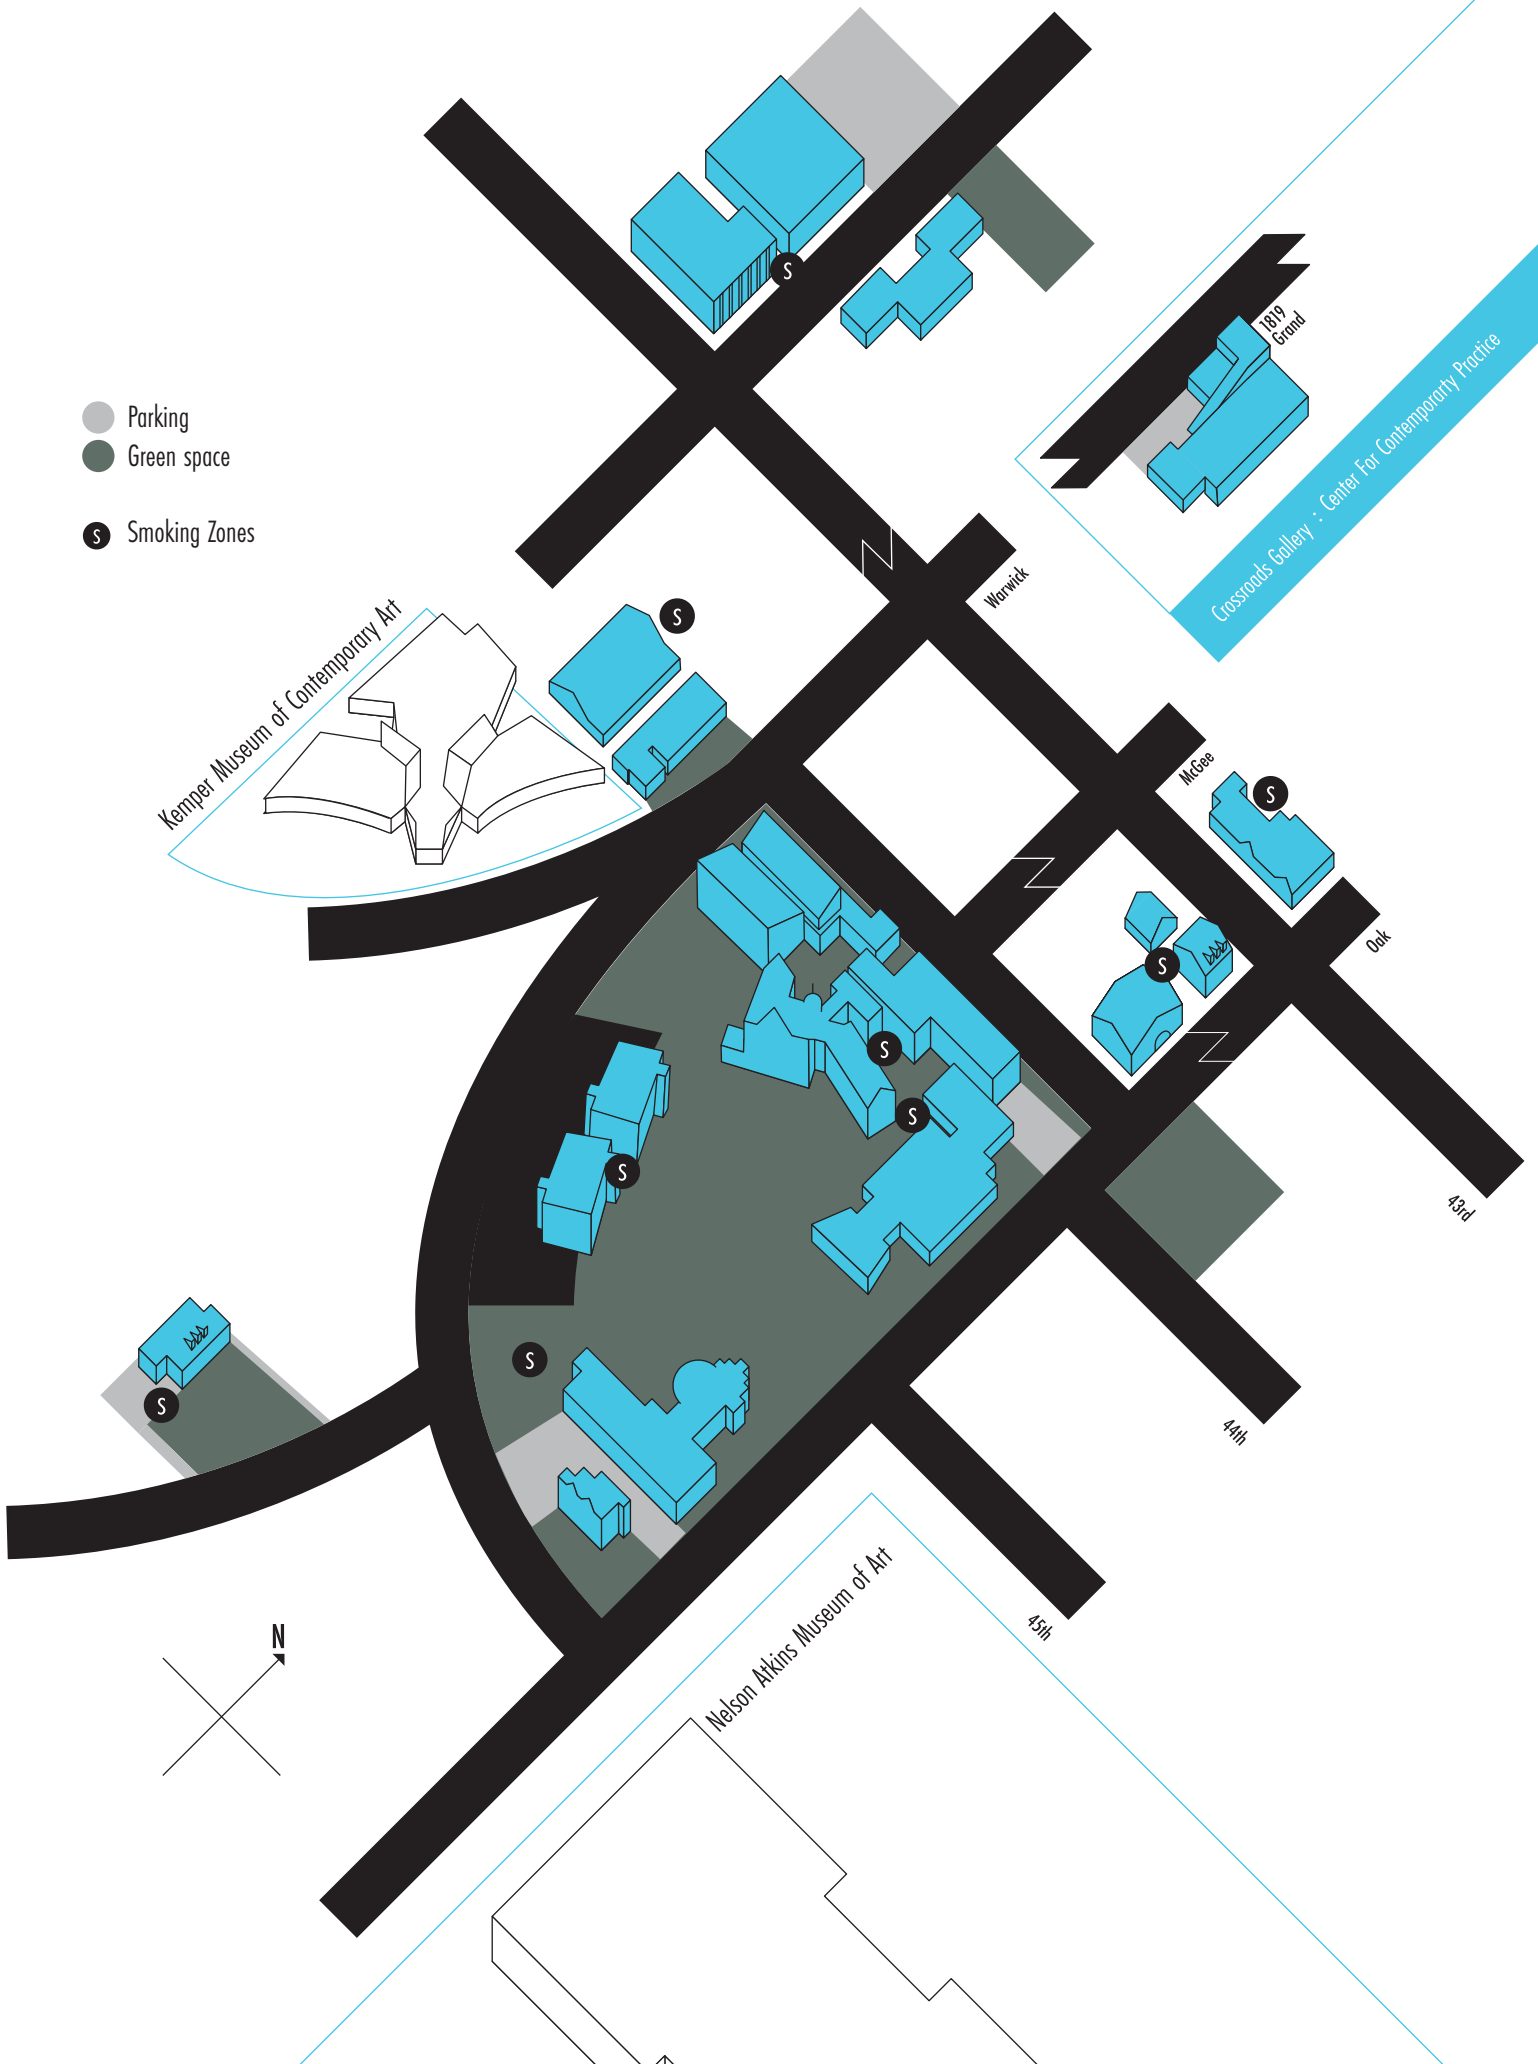 S
1819
Grand
Crossroads Gallery : Center For Contemporarty Practice
Parking
Green space
S Smoking Zones
Warwick
Kemper Museum of Contemporary Art
S
McGee
S
Oak
S
S
S
S
43rd
S
S
44th
45th
Nelson Atkins Museum of Art
N